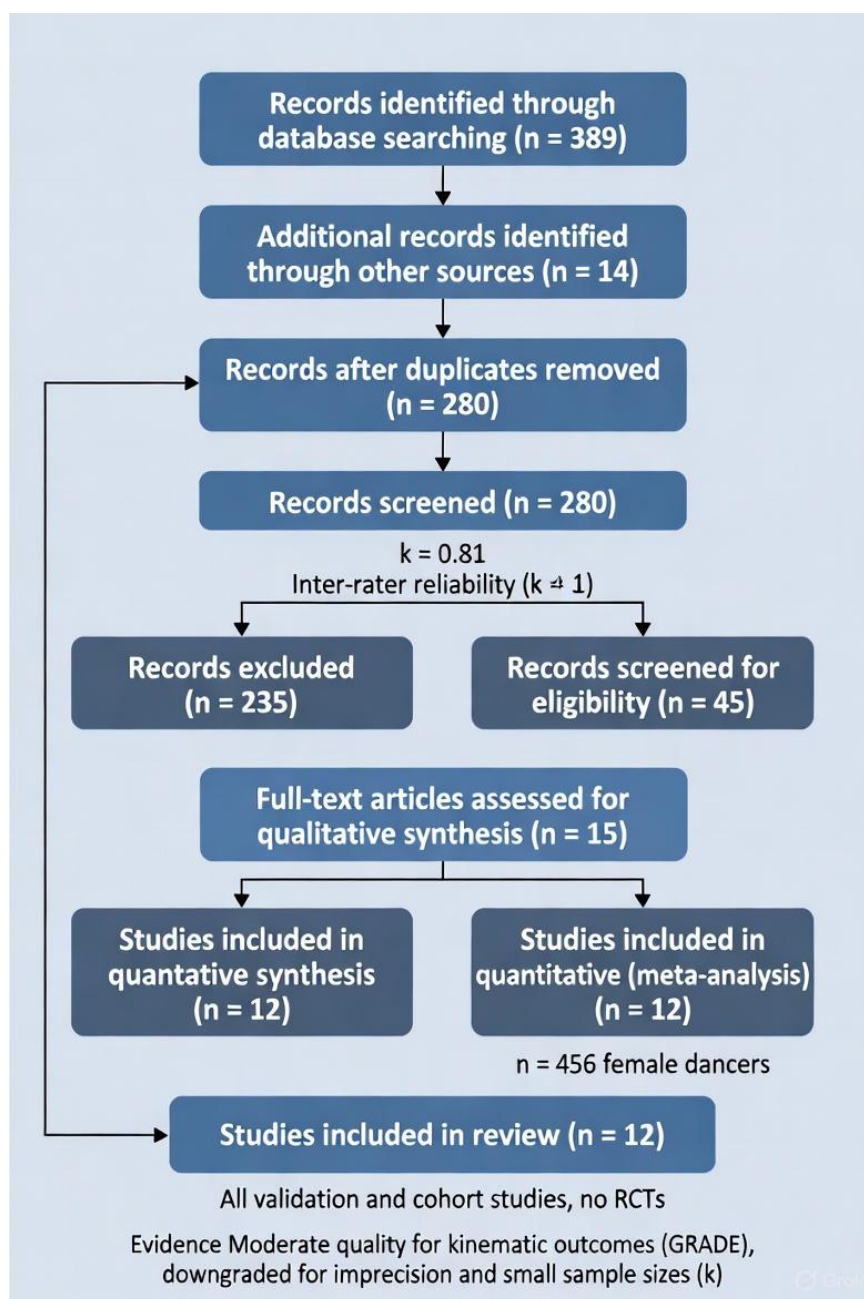 Records identified through
database searching (n = 389)
Additional records identified
through other sources (n = 14)
Records after duplicates removed
(n = 280)
Records screened (n = 280)
k = 0.81
Inter-rater reliability (k ≠ 1)
Records excluded
(n = 235)
Records screened for
eligibility (n = 45)
Full-text articles assessed for
qualitative synthesis (n = 15)
Studies included in
quantative synthesis
(n = 12)
Studies included in
quantitative (meta-analysis)
(n = 12)
n = 456 female dancers
Studies included in review (n = 12)
All validation and cohort studies, no RCTs
Evidence Moderate quality for kinematic outcomes (GRADE),
downgraded for imprecision and small sample sizes (k)